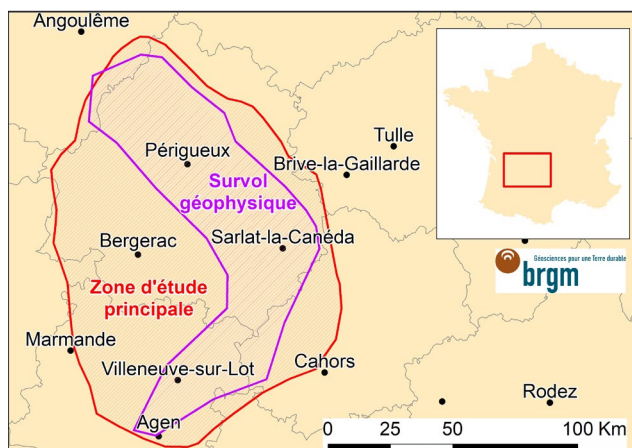 Angoulême
Tulle
Périgueux
Brive-la-Gaillarde
Survol
géophysique
Sarlat-la-Canéda
Bergerac
Géosciences pour une Terre durable
brgm
Zone d'étude
principale
Marmande
Villeneuve-sur-Lot
Cahors
Rodez
Agen
0 25 50 100 Km